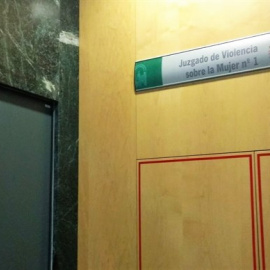 Juzgado de Violencia
sobre la Mujer nº 1